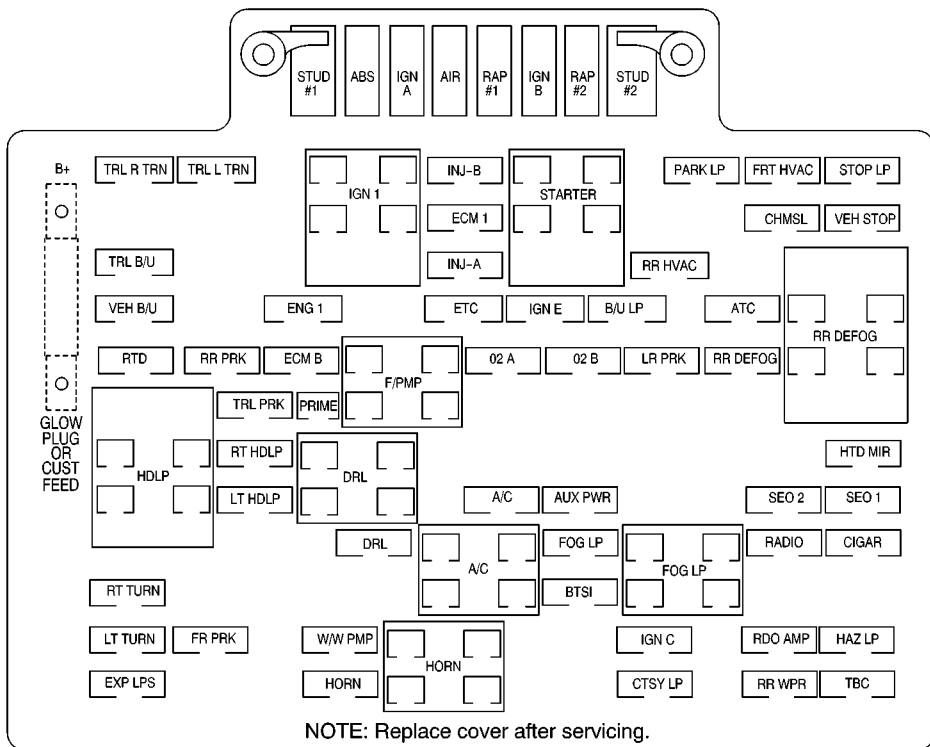 STUD #1
ABS
IGN A
AIR
RAP #1
IGN B
RAP #2
STUD #2
B+
TRL R TRN
TRL L TRN
IGN 1
INJ-B
STARTER
PARK LP
FRT HVAC
STOP LP
ECM 1
CHMSL
VEH STOP
TRL B/U
INJ-A
RR HVAC
VEH B/U
ENG 1
ETC
IGN E
B/U LP
ATC
RR DEFOG
RTD
RR PRK
ECM B
F/PMP
02 A
02 B
LR PRK
RR DEFOG
TRL PRK
PRIME
GLOW
PLUG
OR
CUST
FEED
HDLP
RT HDLP
DRL
HTD MIR
LT HDLP
A/C
AUX PWR
SEO 2
SEO 1
DRL
A/C
FOG LP
FOG LP
RADIO
CIGAR
RT TURN
BTSI
LT TURN
FR PRK
W/W PMP
HORN
IGN C
RDO AMP
HAZ LP
EXP LPS
HORN
CTSY LP
RR WPR
TBC
NOTE: Replace cover after servicing.